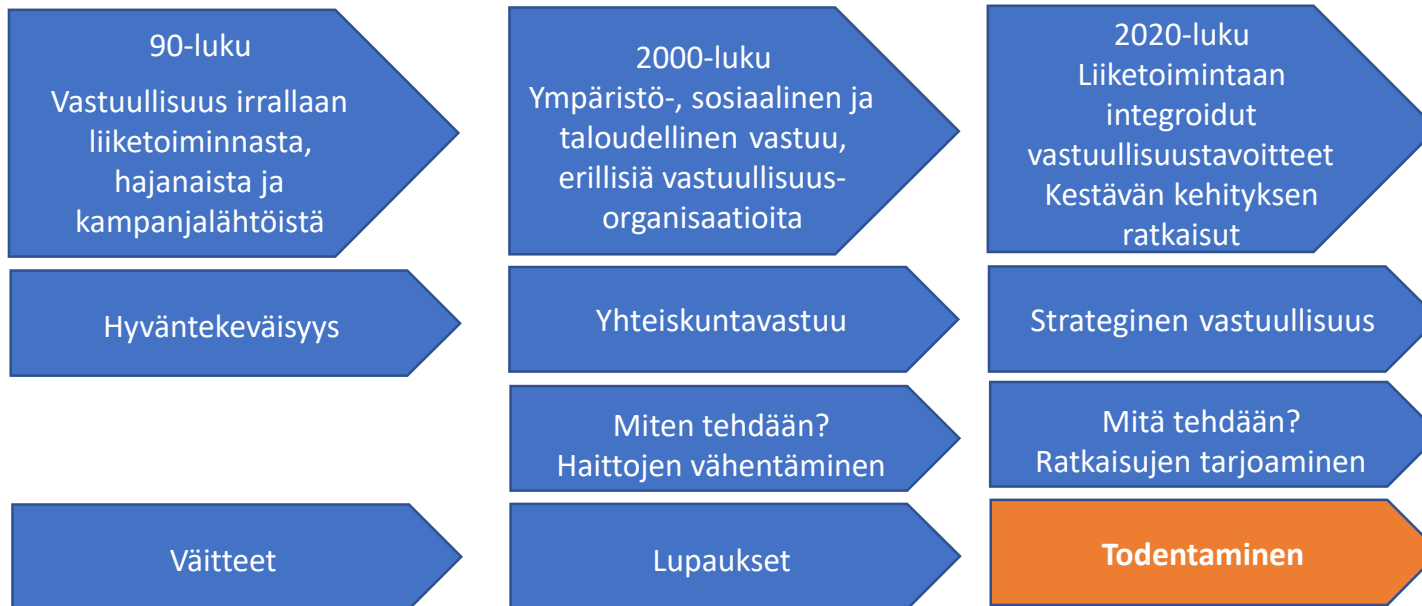 90-luku
Vastuullisuus irrallaan
liiketoiminnasta,
hajanaista ja
kampanjalähtöistä
2000-luku
Ympäristö-, sosiaalinen ja
taloudellinen vastuu,
erillisiä vastuullisuus-
organisaatioita
2020-luku
Liiketoimintaan
integroidut
vastuullisuustavoitteet
Kestävän kehityksen
ratkaisut
Hyväntekeväisyys
Yhteiskuntavastuu
Strateginen vastuullisuus
Miten tehdään?
Haittojen vähentäminen
Mitä tehdään?
Ratkaisujen tarjoaminen
Väitteet
Lupaukset
Todentaminen